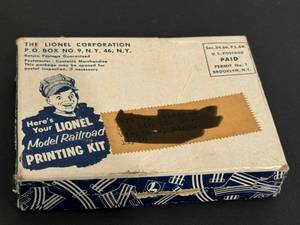 THE LIONEL CORPORATION
P.O. BOX NO. 9, N.Y. 46, N.Y.
Return Postage Guaranteed
Postmaster: Contents Merchandise
This package may be opened for
postal inspection, if necessary
Sec. 34.66, P.L.&R.
U.S. POSTAGE
PAID
PERMIT No. 1
BROOKLYN, N.Y.
Here's
Your LIONEL
Model Railroad
PRINTING KIT
L